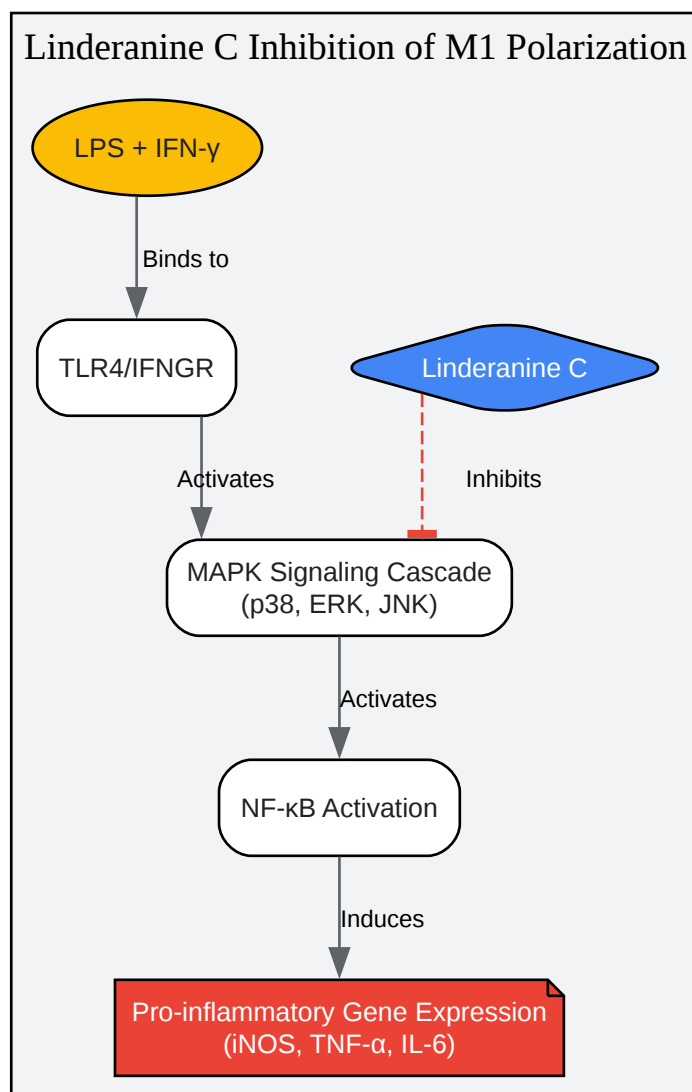 Linderanine C Inhibition of M1 Polarization
LPS + IFN-γ
Binds to
TLR4/IFNGR
Linderanine C
Activates
Inhibits
MAPK Signaling Cascade
(p38, ERK, JNK)
Activates
NF-κB Activation
Induces
Pro-inflammatory Gene Expression
(iNOS, TNF-α, IL-6)